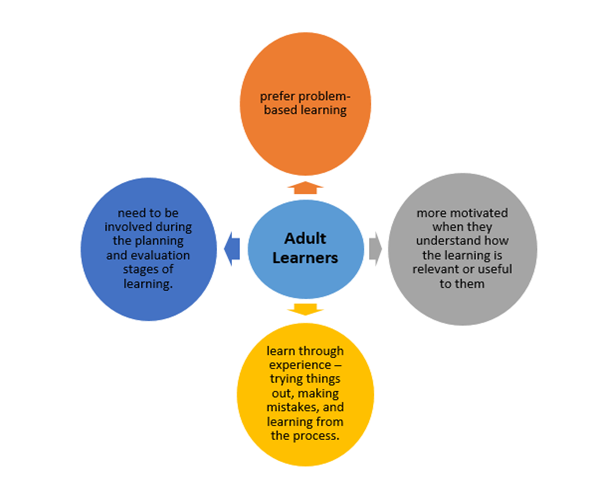 prefer problem-
based learning
need to be
involved during
the planning
and evaluation
stages of
learning.
Adult
Learners
more motivated
when they
understand how
the learning is
relevant or useful
to them
learn through
experience –
trying things
out, making
mistakes, and
learning from
the process.